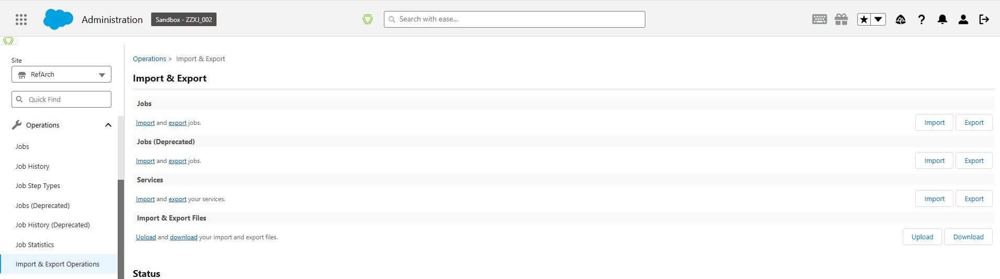 Administration
Sandbox - ZZXJ_002
Search with ease...
Site
RefArch
Quick Find
Operations
Jobs
Job History
Job Step Types
Jobs (Deprecated)
Job History (Deprecated)
Job Statistics
Import & Export Operations
Operations > Import & Export
Import & Export
Jobs
Import and export jobs.
Import Export
Jobs (Deprecated)
Import and export jobs.
Import Export
Services
Import and export your services.
Import Export
Import & Export Files
Upload and download your import and export files.
Upload Download
Status